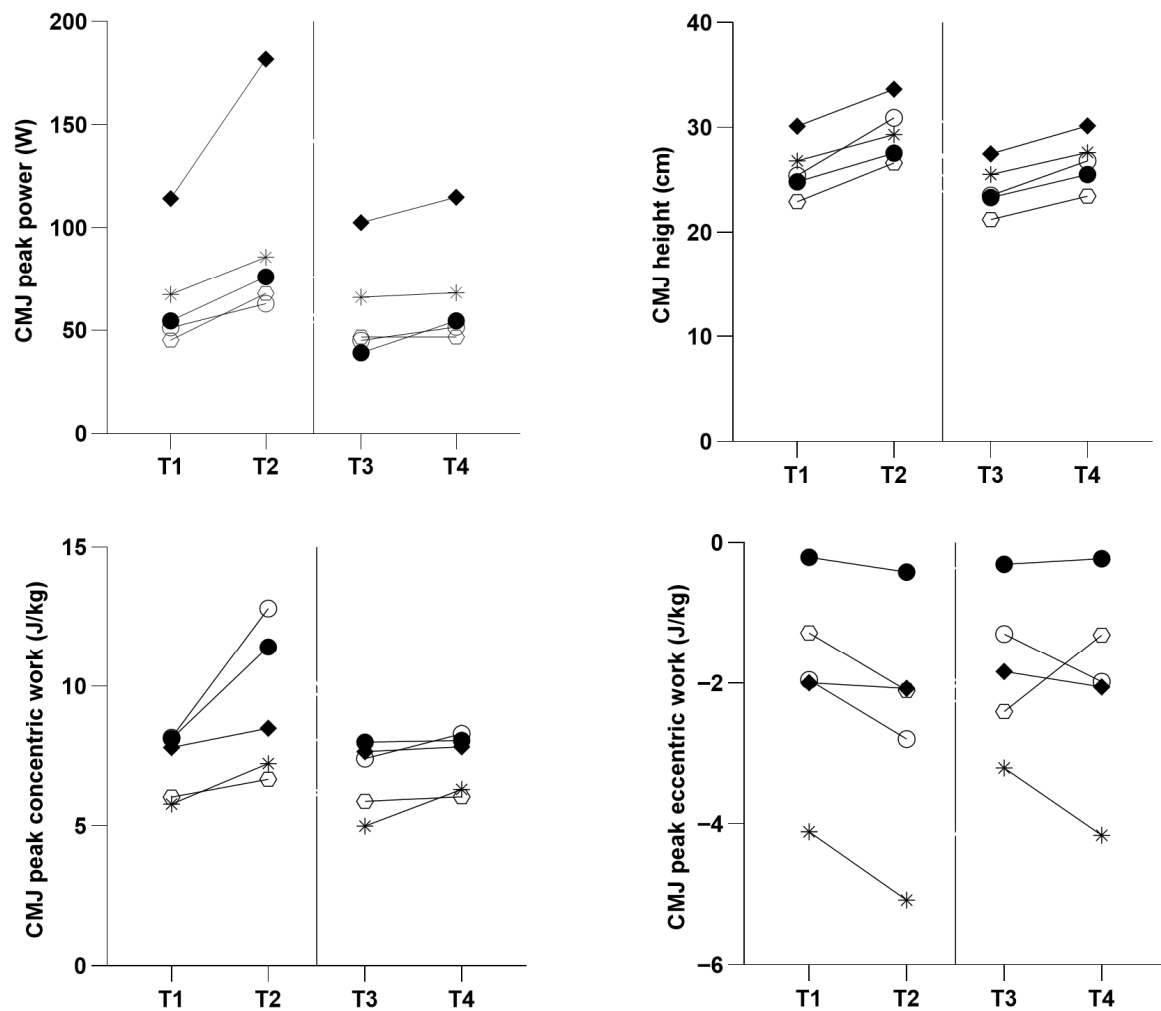 CMJ peak power (W)
200
150
100
50
0
T1 T2 T3 T4
CMJ height (cm)
40
30
20
10
0
T1 T2 T3 T4
CMJ peak concentric work (J/kg)
15
10
5
0
T1 T2 T3 T4
CMJ peak eccentric work (J/kg)
0
−2
−4
−6
T1 T2 T3 T4